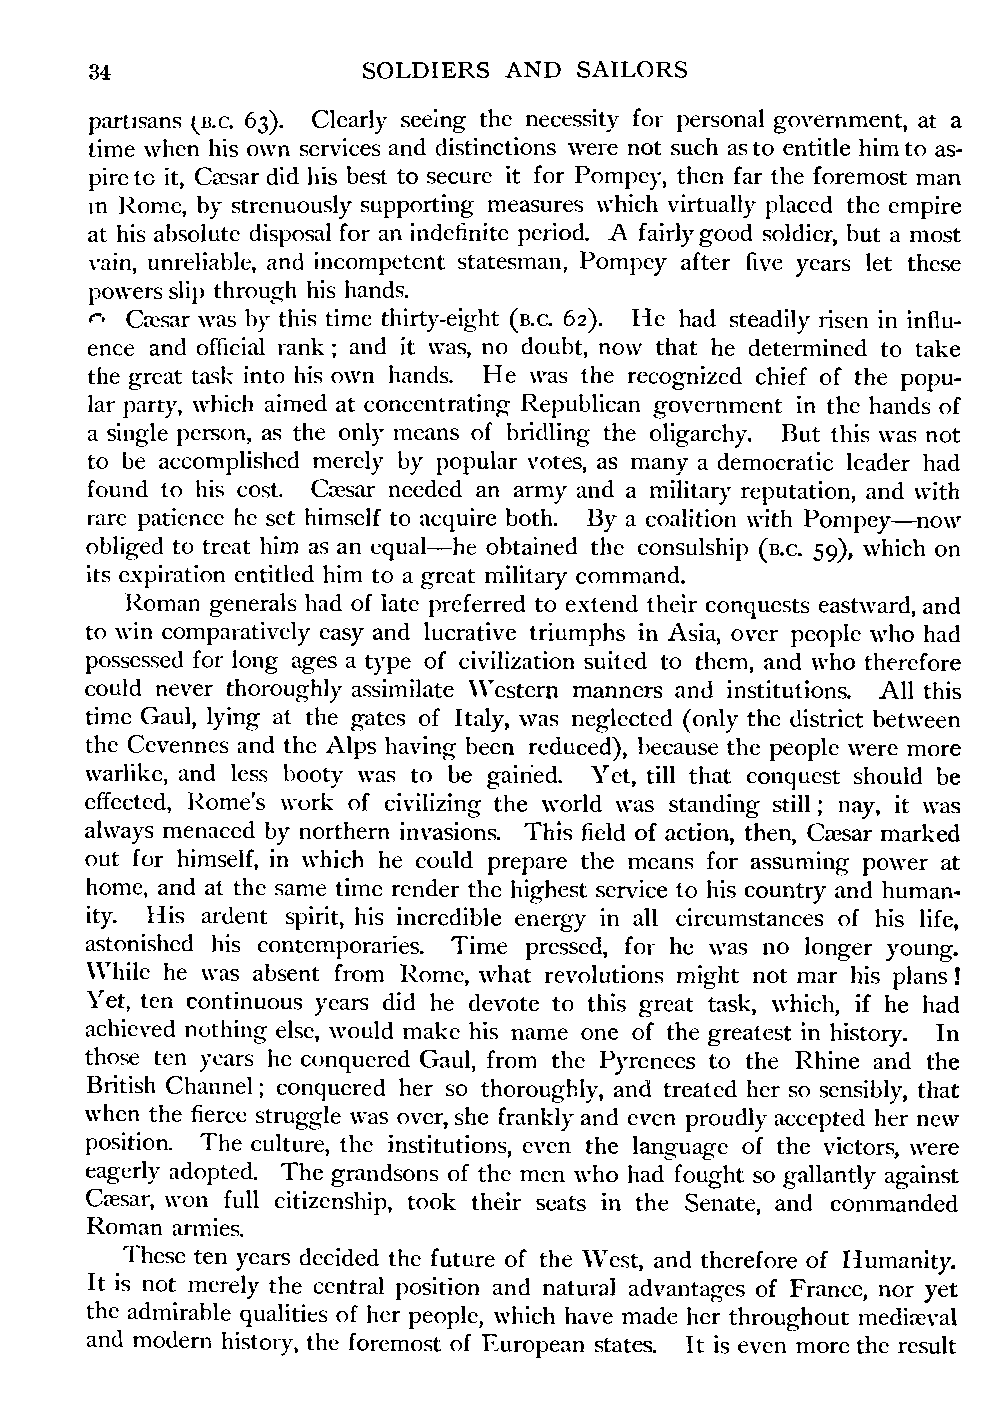 34 SOLDIERS AND SAILORS
partisans (B.C. 63). Clearly seeing the necessity for personal government, at a
time when his own services and distinctions were not such as to entitle him to as-
pire to it, Cæsar did his best to secure it for Pompey, then far the foremost man
in Rome, by strenuously supporting measures which virtually placed the empire
at his absolute disposal for an indefinite period. A fairly good soldier, but a most
vain, unreliable, and incompetent statesman, Pompey after five years let these
powers slip through his hands.
Cæsar was by this time thirty-eight (B.C. 62). He had steadily risen in influ-
ence and official rank; and it was, no doubt, now that he determined to take
the great task into his own hands. He was the recognized chief of the popu-
lar party, which aimed at concentrating Republican government in the hands of
a single person, as the only means of bridling the oligarchy. But this was not
to be accomplished merely by popular votes, as many a democratic leader had
found to his cost. Cæsar needed an army and a military reputation, and with
rare patience he set himself to acquire both. By a coalition with Pompey—now
obliged to treat him as an equal—he obtained the consulship (B.C. 59), which on
its expiration entitled him to a great military command.
Roman generals had of late preferred to extend their conquests eastward, and
to win comparatively easy and lucrative triumphs in Asia, over people who had
possessed for long ages a type of civilization suited to them, and who therefore
could never thoroughly assimilate Western manners and institutions. All this
time Gaul, lying at the gates of Italy, was neglected (only the district between
the Cevennes and the Alps having been reduced), because the people were more
warlike, and less booty was to be gained. Yet, till that conquest should be
effected, Rome's work of civilizing the world was standing still; nay, it was
always menaced by northern invasions. This field of action, then, Cæsar marked
out for himself, in which he could prepare the means for assuming power at
home, and at the same time render the highest service to his country and human-
ity. His ardent spirit, his incredible energy in all circumstances of his life,
astonished his contemporaries. Time pressed, for he was no longer young.
While he was absent from Rome, what revolutions might not mar his plans!
Yet, ten continuous years did he devote to this great task, which, if he had
achieved nothing else, would make his name one of the greatest in history. In
those ten years he conquered Gaul, from the Pyrenees to the Rhine and the
British Channel; conquered her so thoroughly, and treated her so sensibly, that
when the fierce struggle was over, she frankly and even proudly accepted her new
position. The culture, the institutions, even the language of the victors, were
eagerly adopted. The grandsons of the men who had fought so gallantly against
Cæsar, won full citizenship, took their seats in the Senate, and commanded
Roman armies.
These ten years decided the future of the West, and therefore of Humanity.
It is not merely the central position and natural advantages of France, nor yet
the admirable qualities of her people, which have made her throughout mediæval
and modern history, the foremost of European states. It is even more the result